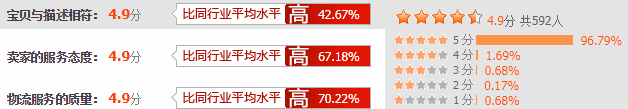 宝贝与描述相符： 4.9分 比同行业平均水平 高 42.67%
卖家的服务态度： 4.9分 比同行业平均水平 高 67.18%
物流服务的质量： 4.9分 比同行业平均水平 高 70.22%
4.9分 共592人
5分 96.79%
4分 1.69%
3分 0.68%
2分 0.17%
1分 0.68%